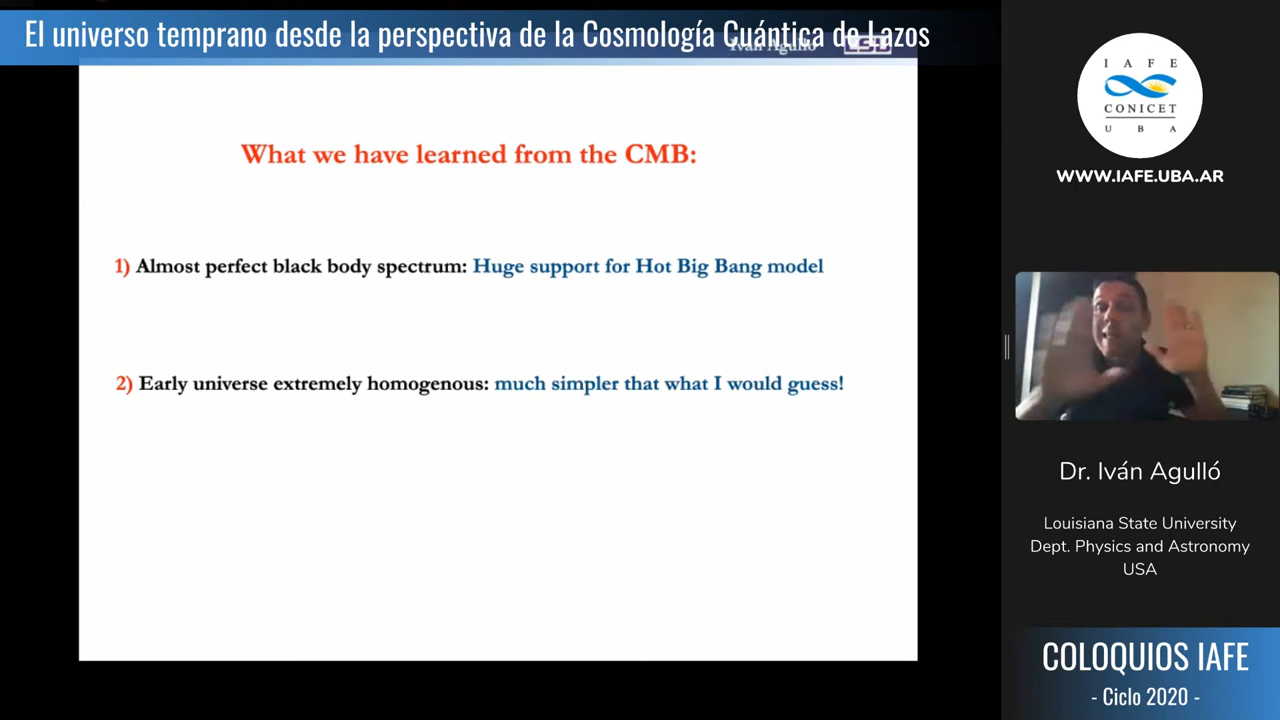 El universo temprano desde la perspectiva de la Cosmología Cuántica de Lazos
Iván Agulló LSU
What we have learned from the CMB:
1) Almost perfect black body spectrum: Huge support for Hot Big Bang model
2) Early universe extremely homogenous: much simpler that what I would guess!
I A F E
CONICET
U B A
WWW.IAFE.UBA.AR
Dr. Iván Agulló
Louisiana State University
Dept. Physics and Astronomy
USA
COLOQUIOS IAFE
- Ciclo 2020 -